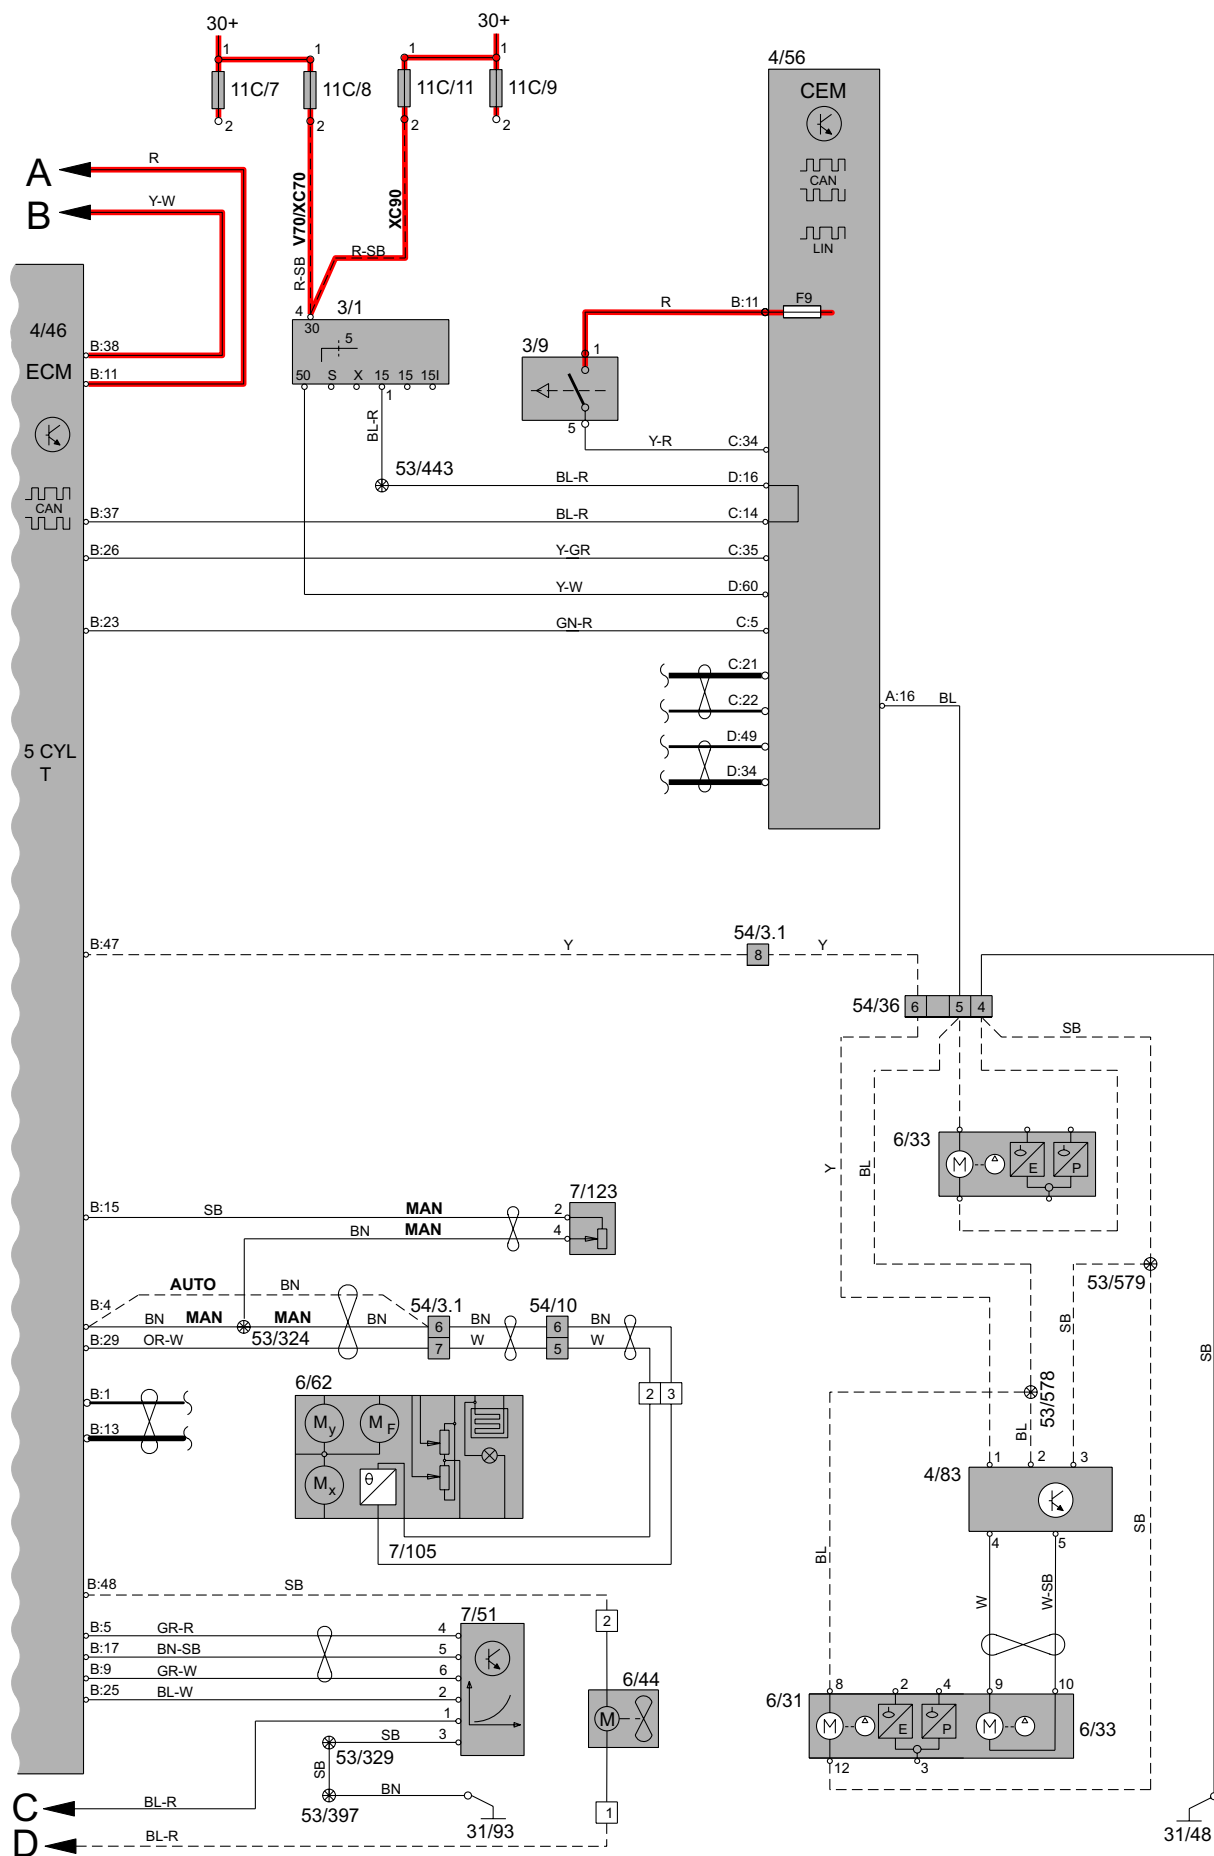 30+ 30+
1 1 1 1
11C/7 11C/8 11C/11 11C/9
2 2 2 2
4/56
CEM
CAN
LIN
A R
B Y-W
V70/XC70
XC90
R-SB R-SB
4 3/1
30
5
50 S X 15 15 15I
1
BL-R
R B:11 F9
3/9 1
5
Y-R C:34
4/46
ECM
B:38
B:11
CAN
53/443
BL-R D:16
B:37 BL-R C:14
B:26 Y-GR C:35
Y-W D:60
B:23 GN-R C:5
C:21
C:22
D:49
D:34
A:16 BL
5 CYL
T
B:47 Y 54/3.1 Y
8
54/36 6 5 4
SB
6/33
M E P
Y BL
B:15 SB MAN 2 7/123
BN MAN 4
53/579
AUTO BN
B:4 BN MAN MAN BN 54/3.1 BN 54/10 BN
6 6
53/324
B:29 OR-W 7 W 5 W
SB SB
B:1
B:13
6/62 2 3
My MF
Mx θ
7/105
53/578
BL
1 2 3
4/83
4 5
BL W W-SB SB
B:48 SB
2
7/51
B:5 GR-R 4
B:17 BN-SB 5
B:9 GR-W 6
B:25 BL-W 2
1
3
6/44
M
8 2 4 9 10
6/31 6/33
M E P M
12 3
SB
53/329
SB
53/397 BN
31/93
C BL-R
1
D BL-R
31/48